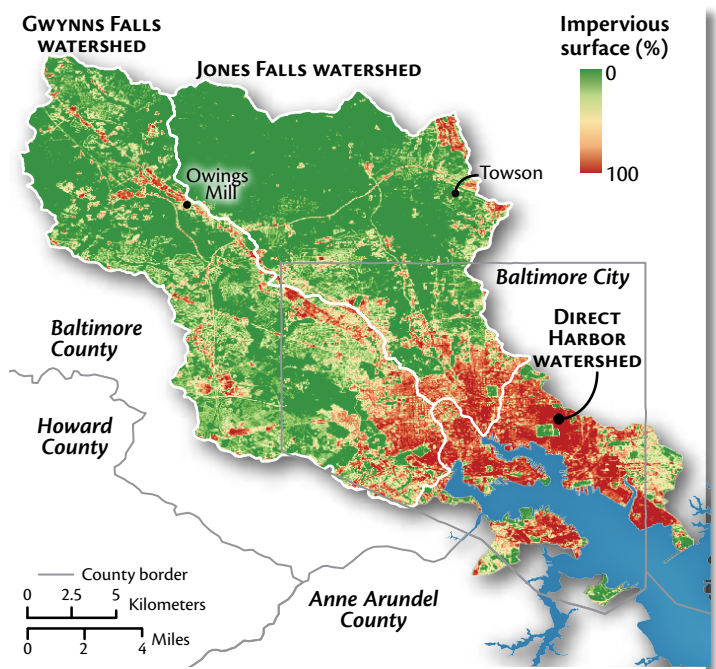 GWYNNS FALLS
WATERSHED
JONES FALLS WATERSHED
Impervious
surface (%)
0
100
Owings
Mill
Towson
Baltimore City
DIRECT
HARBOR
WATERSHED
Baltimore
County
Howard
County
Anne Arundel
County
County border
0 2.5 5
Kilometers
0 2 4
Miles